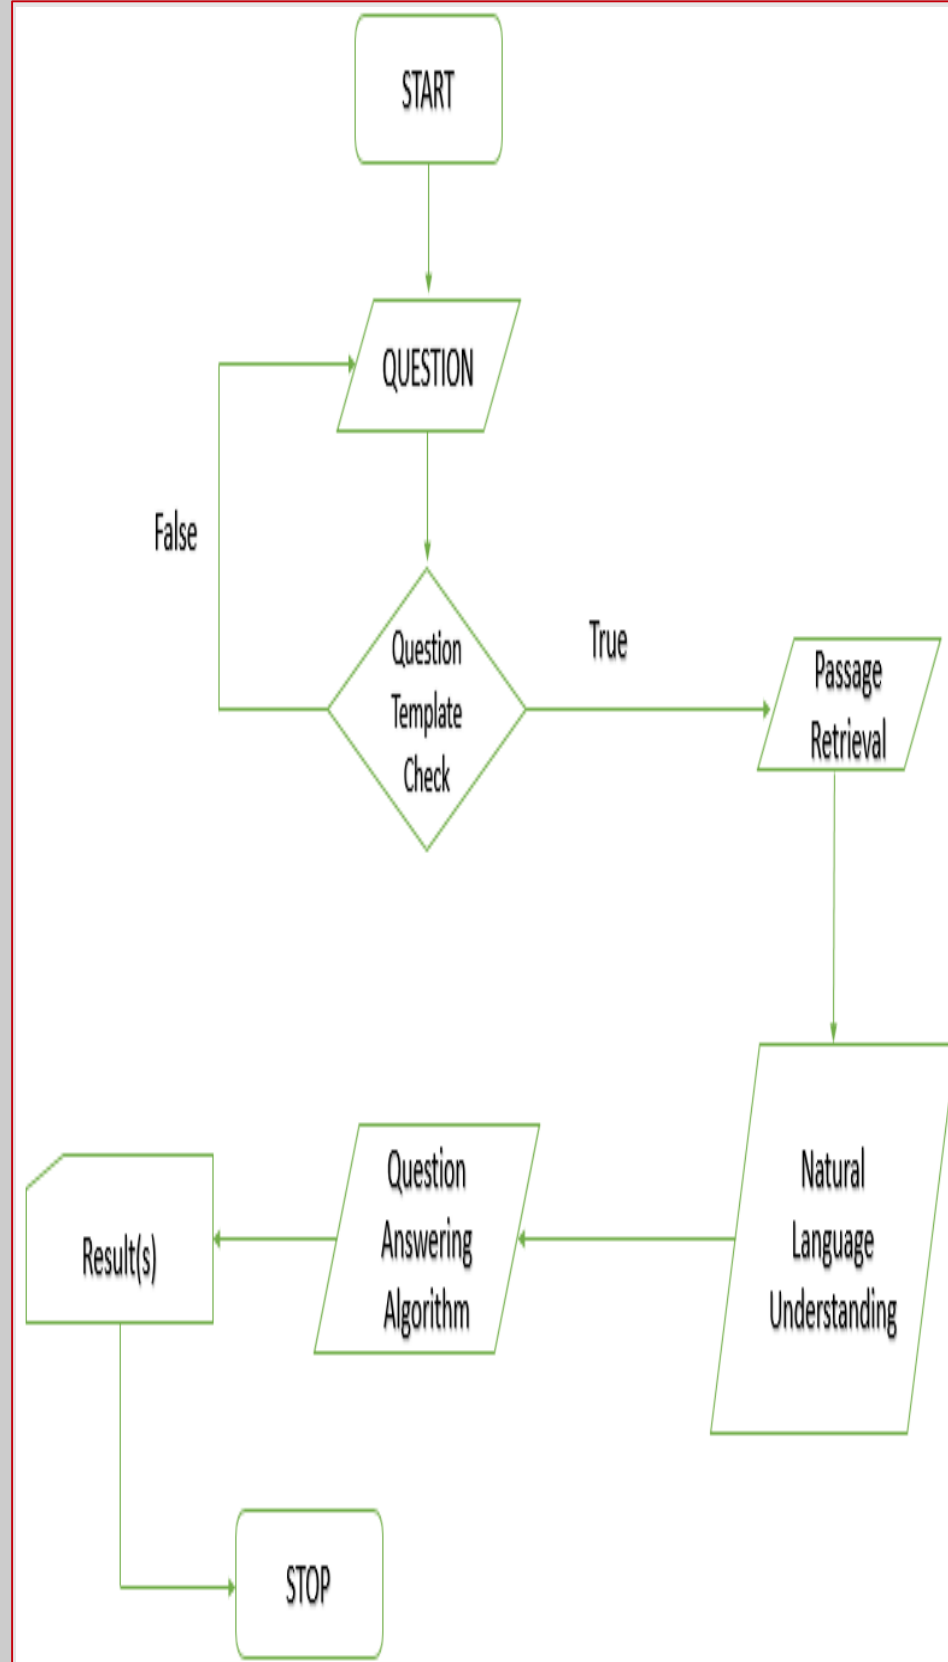 START
QUESTION
False
Question
Template
Check
True
Passage
Retrieval
Natural
Language
Understanding
Question
Answering
Algorithm
Result(s)
STOP